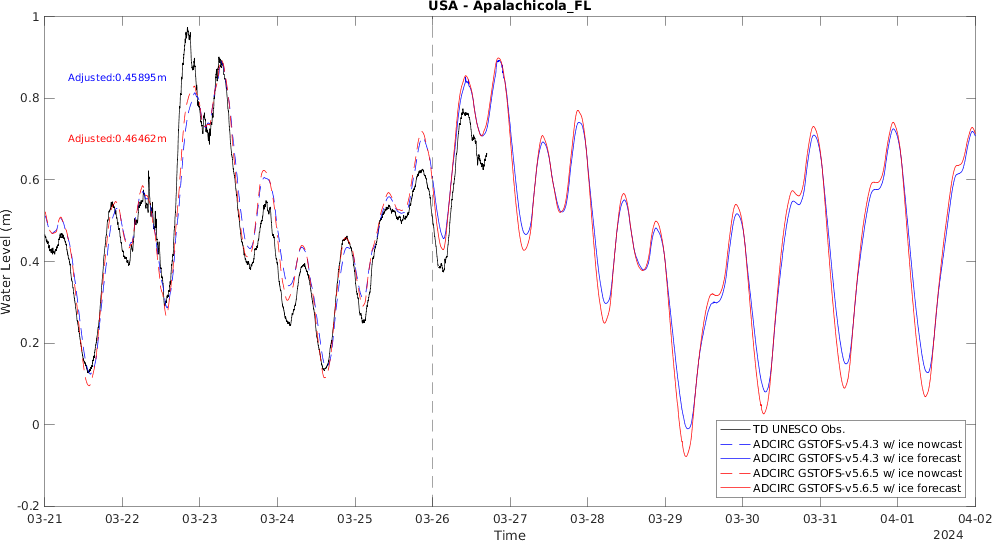 USA - Apalachicola_FL
1
Adjusted:0.45895m
0.8
Adjusted:0.46462m
0.6
Water Level (m)
0.4
0.2
0
-0.2
TD UNESCO Obs.
ADCIRC GSTOFS-v5.4.3 w/ ice nowcast
ADCIRC GSTOFS-v5.4.3 w/ ice forecast
ADCIRC GSTOFS-v5.6.5 w/ ice nowcast
ADCIRC GSTOFS-v5.6.5 w/ ice forecast
03-21 03-22 03-23 03-24 03-25 03-26 03-27 03-28 03-29 03-30 03-31 04-01 04-02
Time
2024